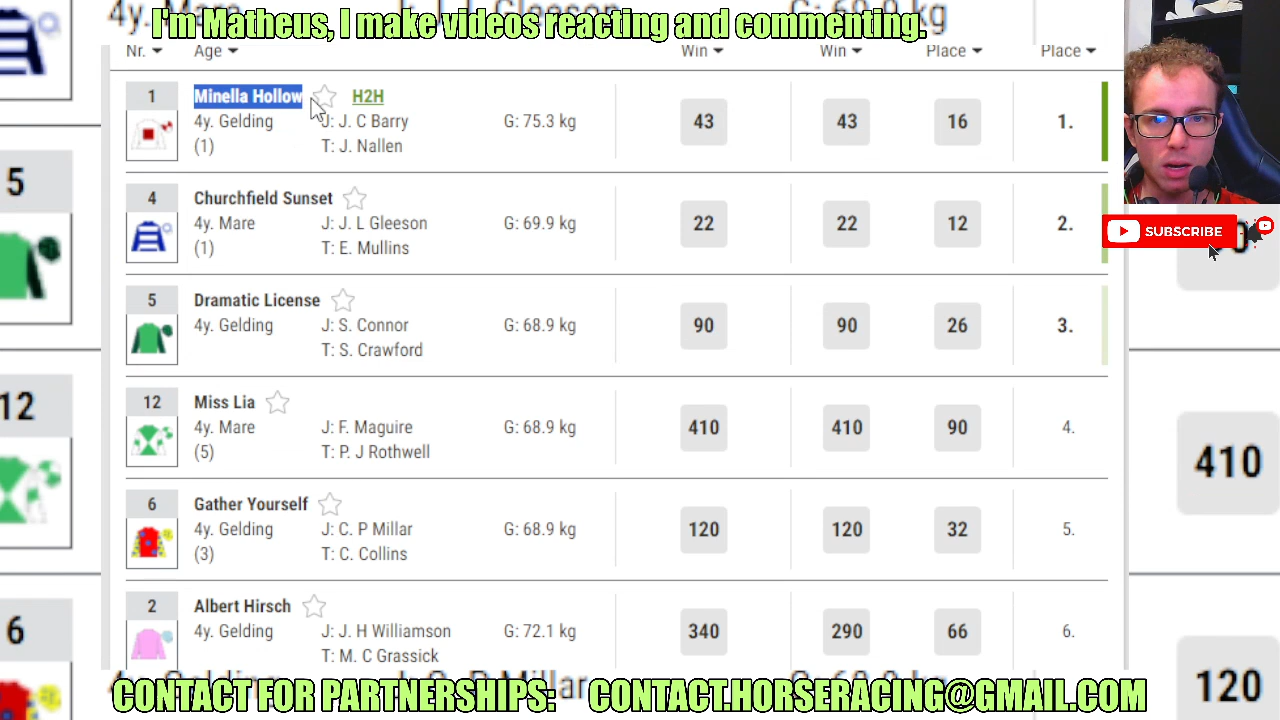 I'm Matheus, I make videos reacting and commenting.
Nr. Age Win Win Place Place
1 Minella Hollow H2H
4y. Gelding J: J. C Barry G: 75.3 kg 43 43 16 1.
(1) T: J. Nallen
4 Churchfield Sunset
4y. Mare J: J. L Gleeson G: 69.9 kg 22 22 12 2.
(1) T: E. Mullins
SUBSCRIBE
5 Dramatic License
4y. Gelding J: S. Connor G: 68.9 kg 90 90 26 3.
T: S. Crawford
12 Miss Lia
4y. Mare J: F. Maguire G: 68.9 kg 410 410 90 4.
(5) T: P. J Rothwell
6 Gather Yourself
4y. Gelding J: C. P Millar G: 68.9 kg 120 120 32 5.
(3) T: C. Collins
2 Albert Hirsch
4y. Gelding J: J. H Williamson G: 72.1 kg 340 290 66 6.
T: M. C Grassick
5
12
6
410
120
CONTACT FOR PARTNERSHIPS: CONTACT.HORSERACING@GMAIL.COM